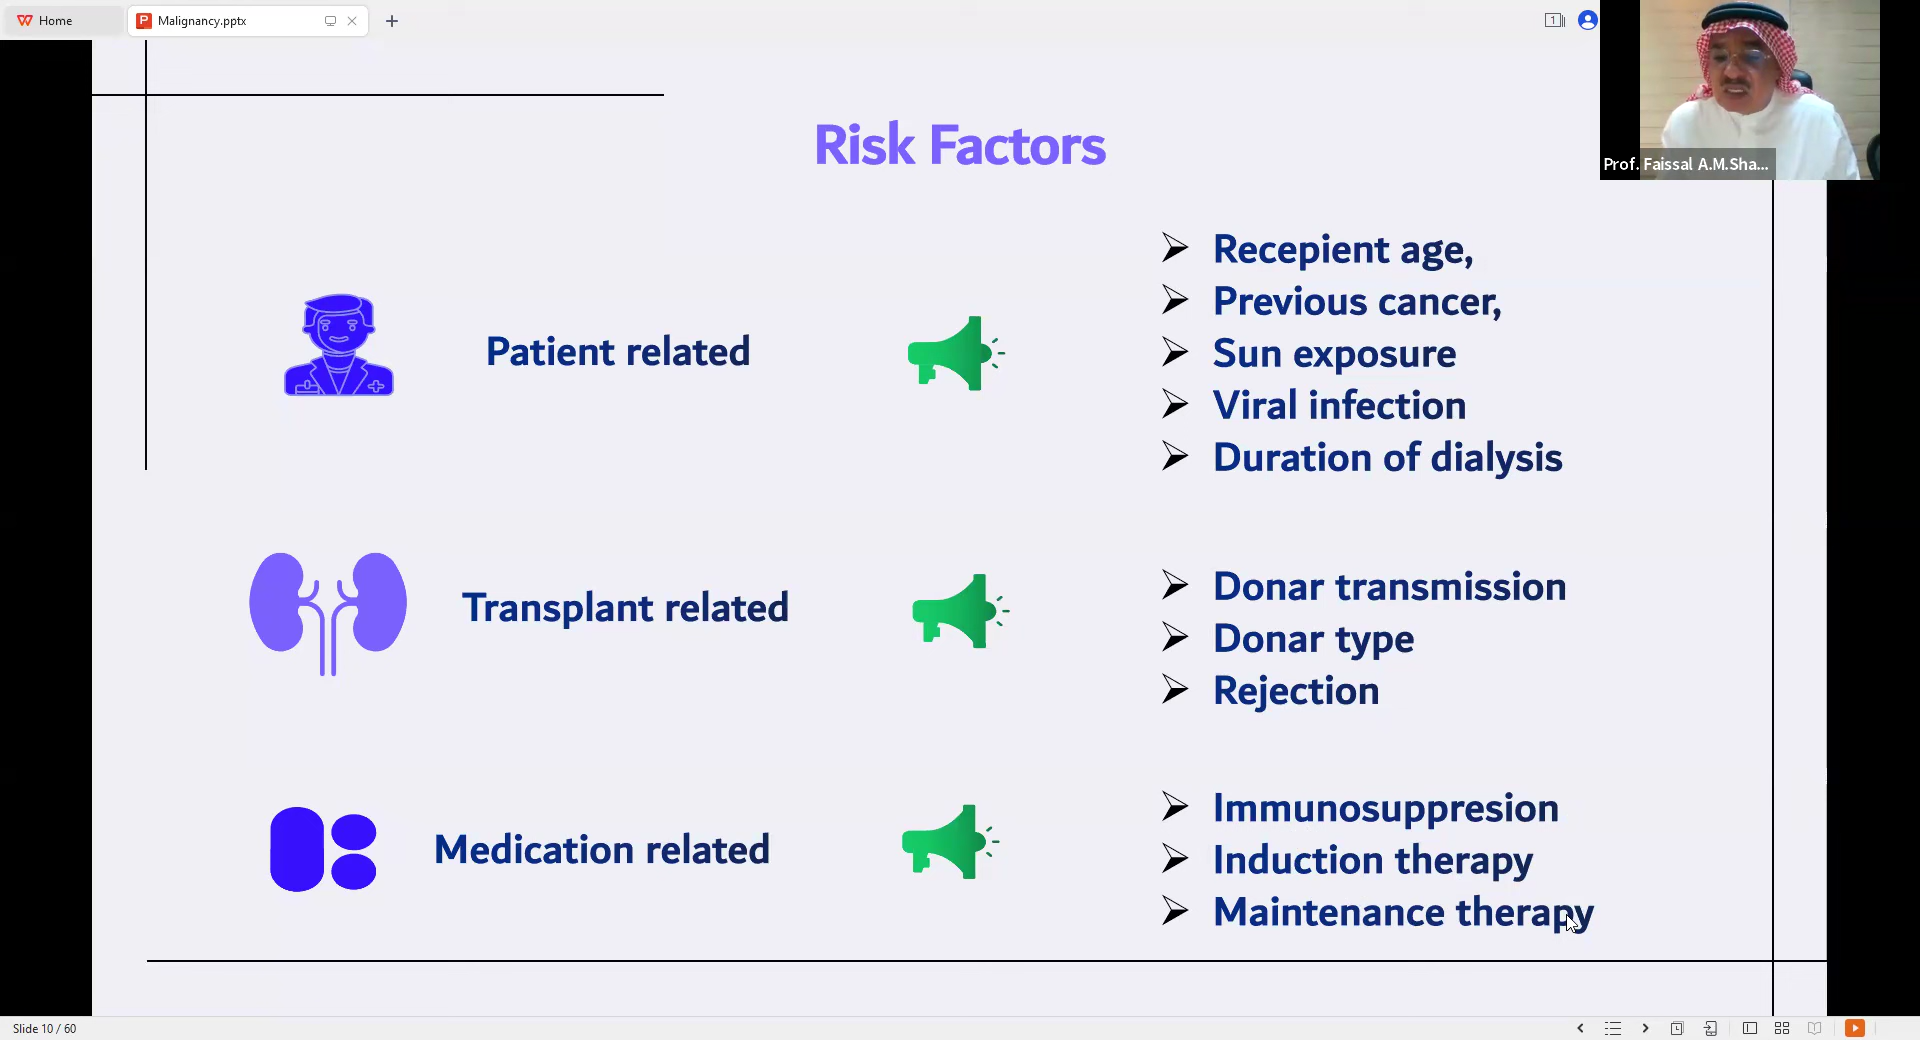 Home
Malignancy.pptx
1
Prof. Faissal A.M.Sha...
Risk Factors
Patient related
Recepient age,
Previous cancer,
Sun exposure
Viral infection
Duration of dialysis
Transplant related
Donar transmission
Donar type
Rejection
Medication related
Immunosuppresion
Induction therapy
Maintenance therapy
Slide 10 / 60